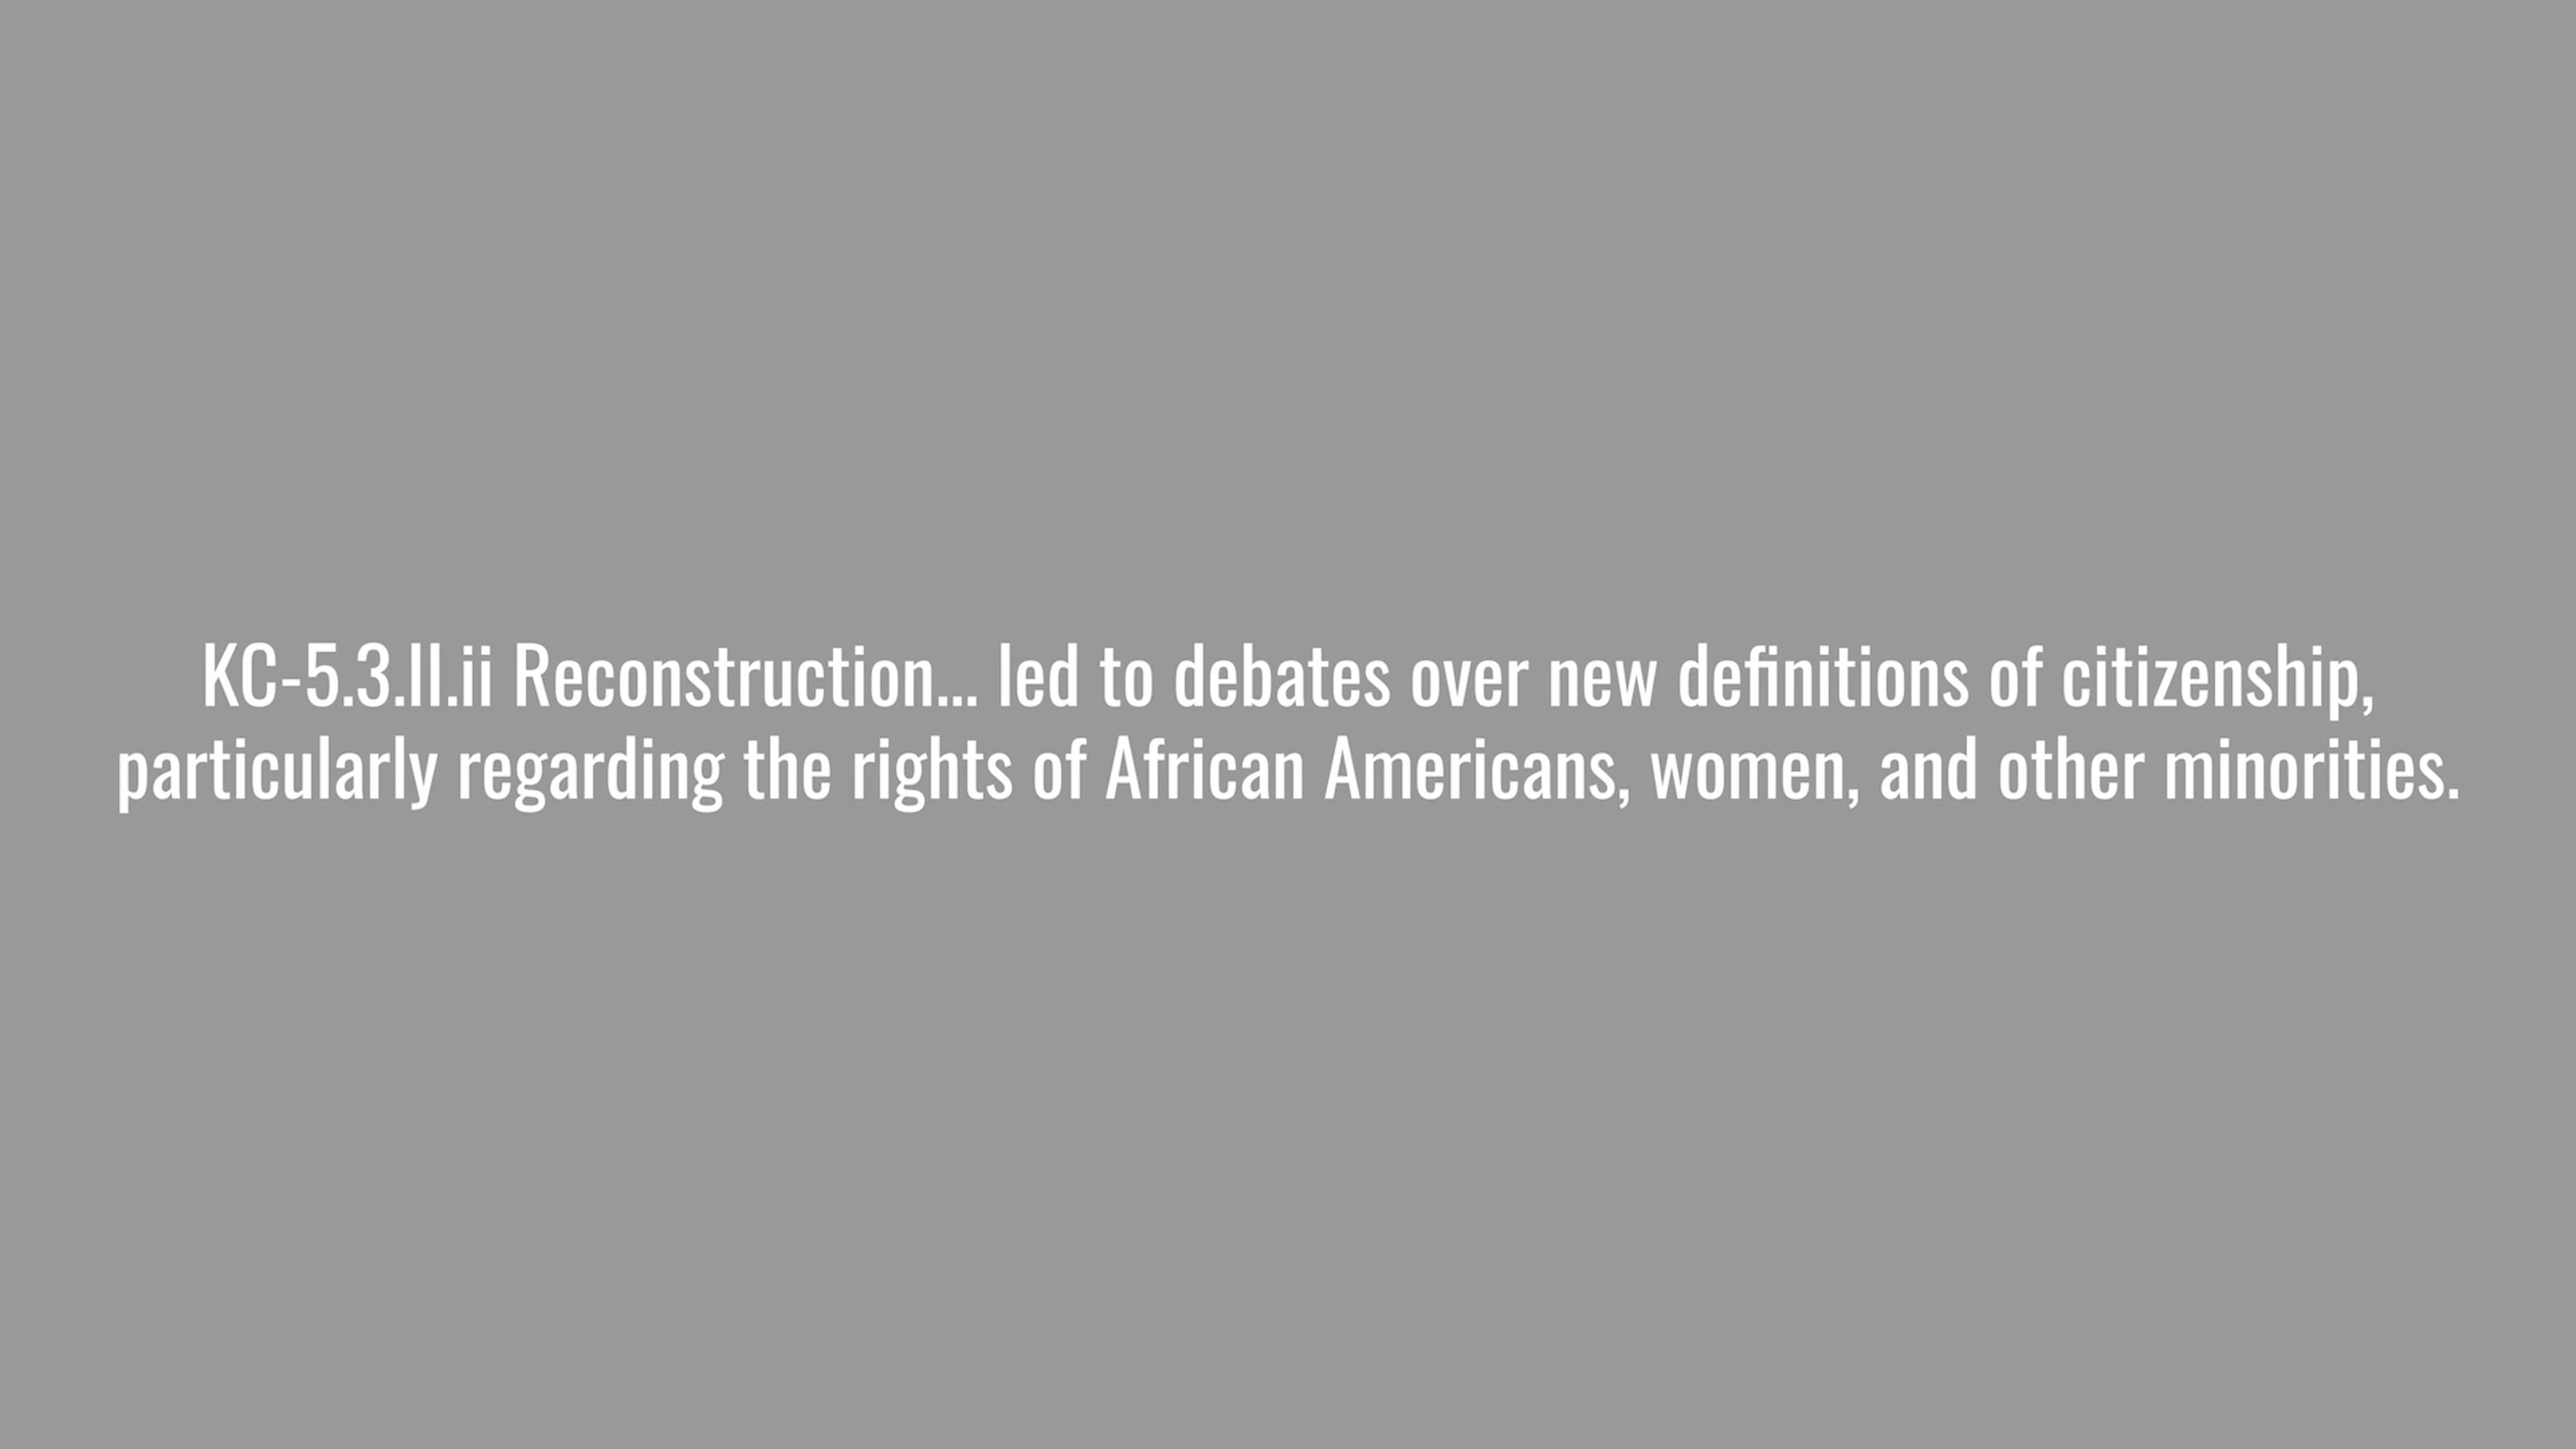 KC-5.3.II.ii Reconstruction... led to debates over new definitions of citizenship,
particularly regarding the rights of African Americans, women, and other minorities.